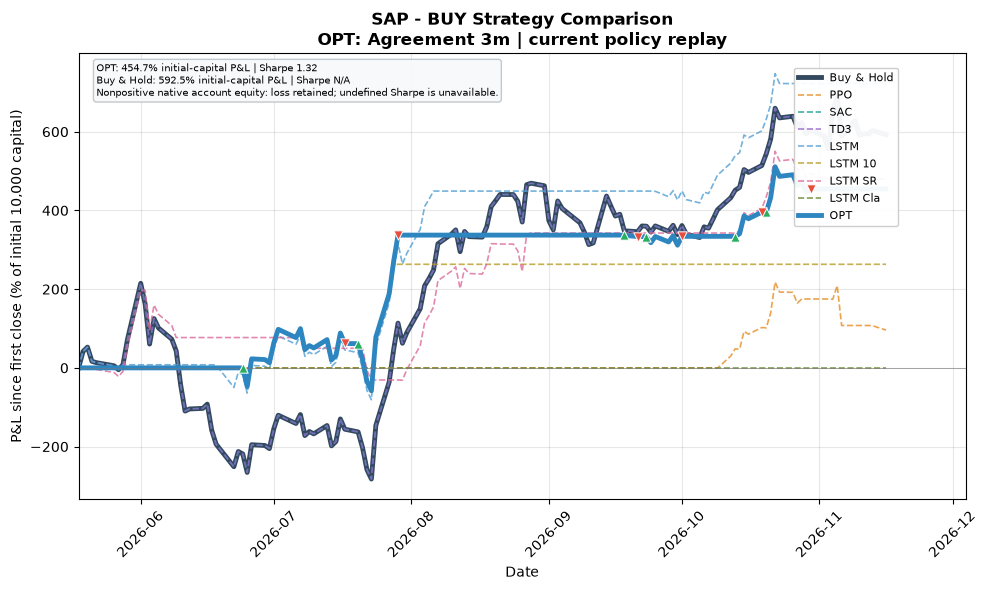 SAP - BUY Strategy Comparison
OPT: Agreement 3m | current policy replay
OPT: 454.7% initial-capital P&L | Sharpe 1.32
Buy & Hold: 592.5% initial-capital P&L | Sharpe N/A
Nonpositive native account equity: loss retained; undefined Sharpe is unavailable.
Buy & Hold
PPO
SAC
TD3
LSTM
LSTM 10
LSTM SR
LSTM Cla
OPT
P&L since first close (% of initial 10,000 capital)
600
400
200
0
−200
2026-06
2026-07
2026-08
2026-09
2026-10
2026-11
2026-12
Date